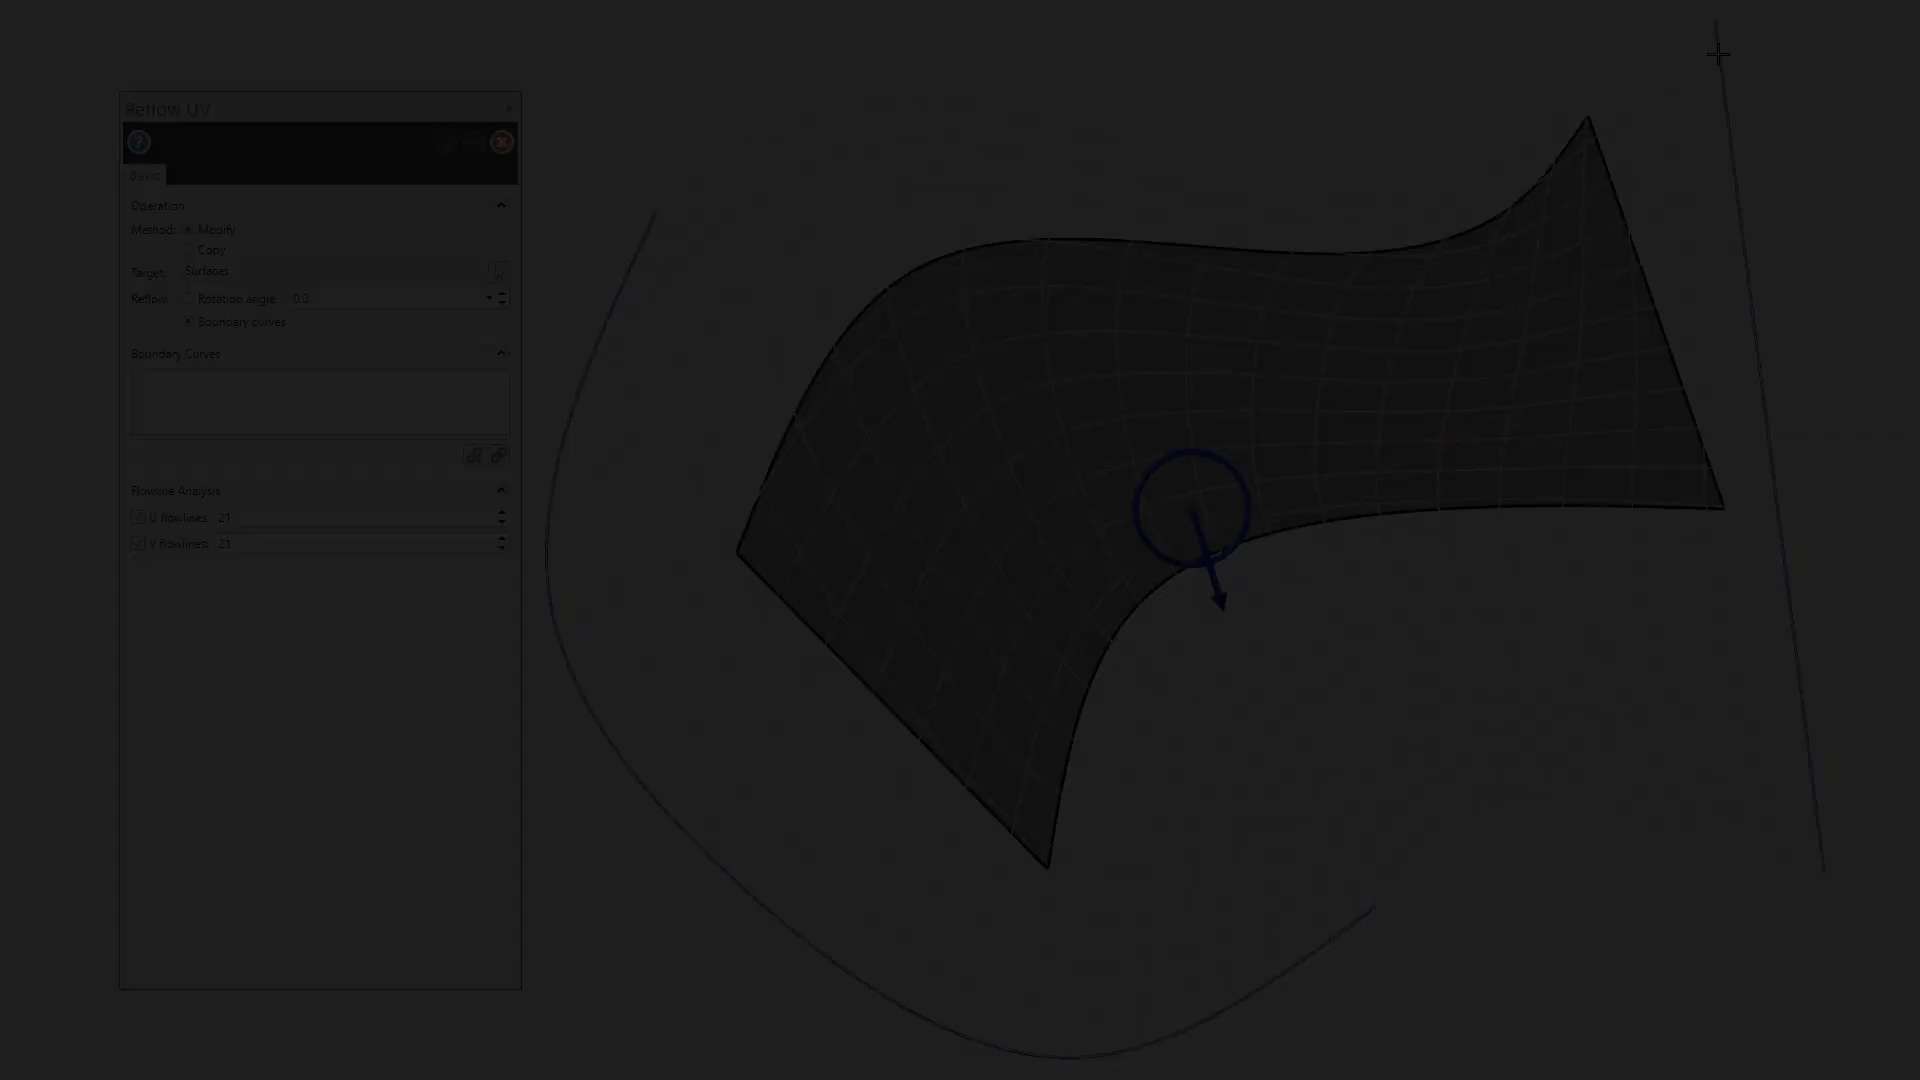 Reflow UV
Basic
Operation
Method: Modify
Copy
Target: Surfaces
Reflow: Rotation angle: 0.0
Boundary curves
Boundary Curves
Flowline Analysis
U flowlines: 21
V flowlines: 21